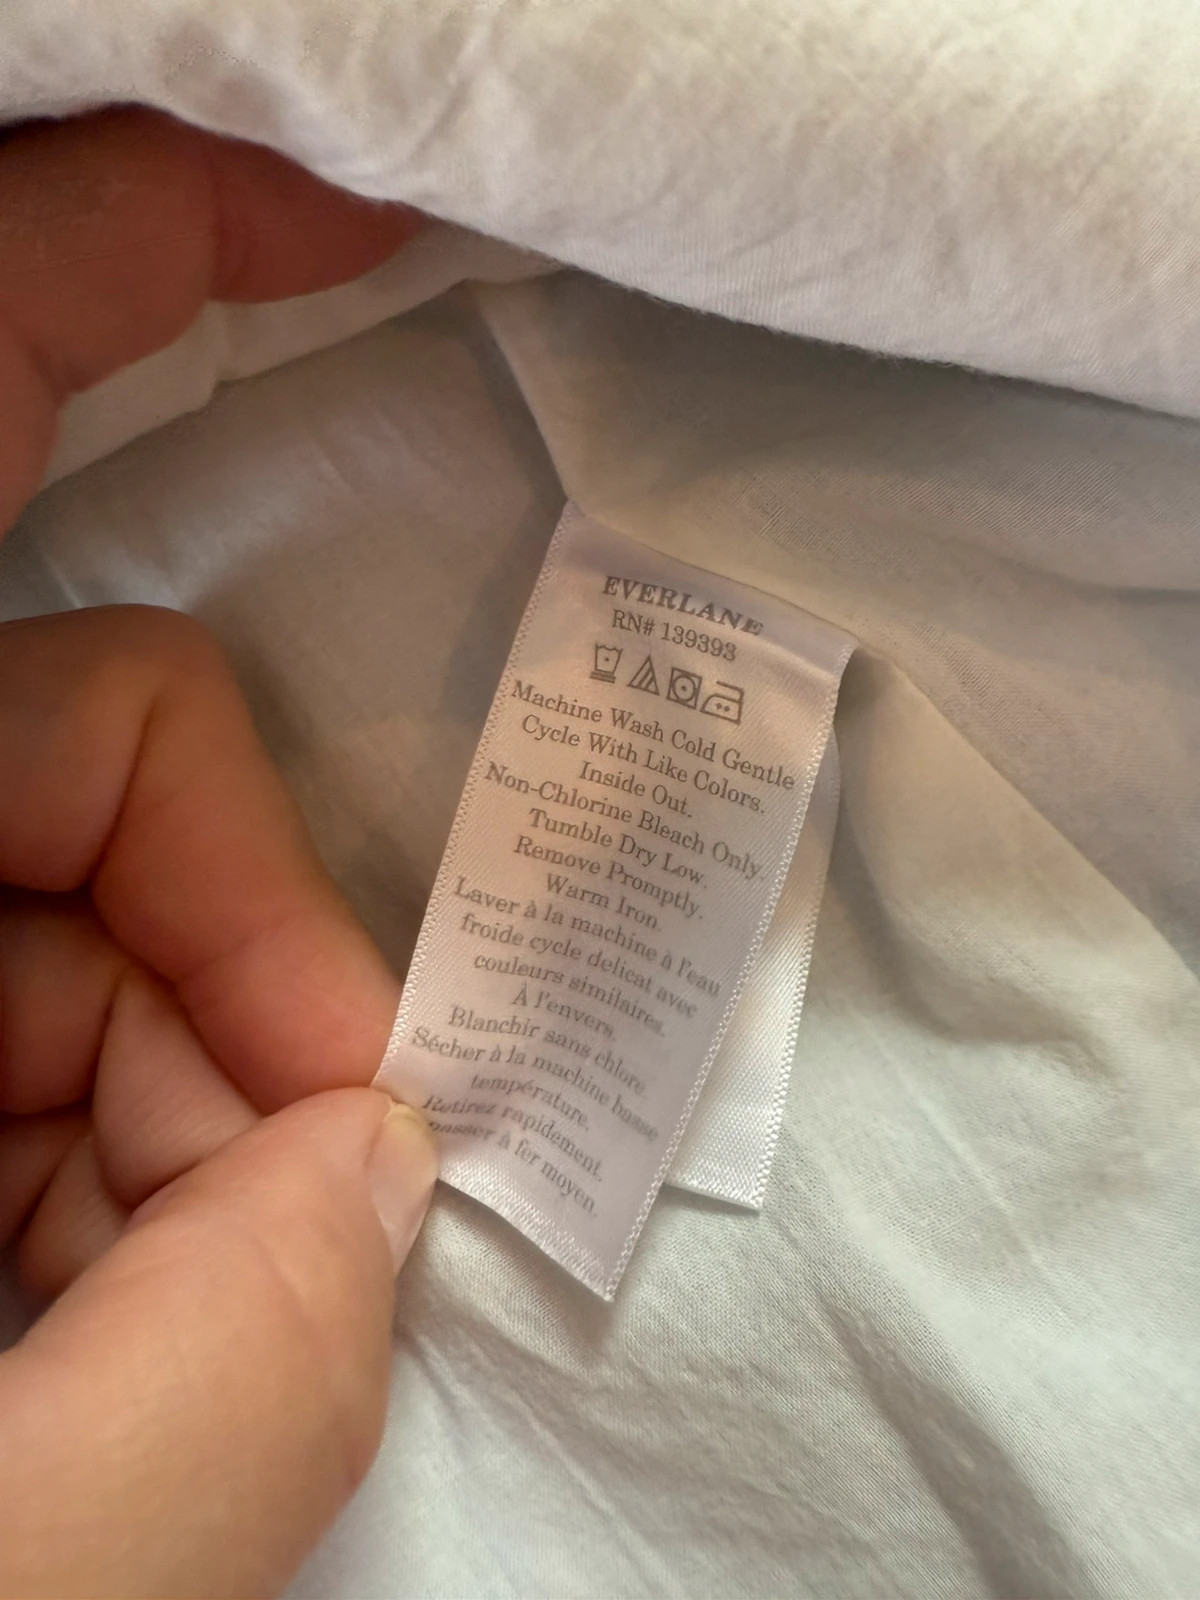 EVERLANE
RN# 139393
Machine Wash Cold Gentle
Cycle With Like Colors.
Inside Out.
Non-Chlorine Bleach Only.
Tumble Dry Low.
Remove Promptly.
Warm Iron.
Laver à la machine à l'eau
froide cycle delicat avec
couleurs similaires.
À l'envers.
Blanchir sans chlore.
Sécher à la machine basse
température.
Retirez rapidement.
passer à fer moyen.